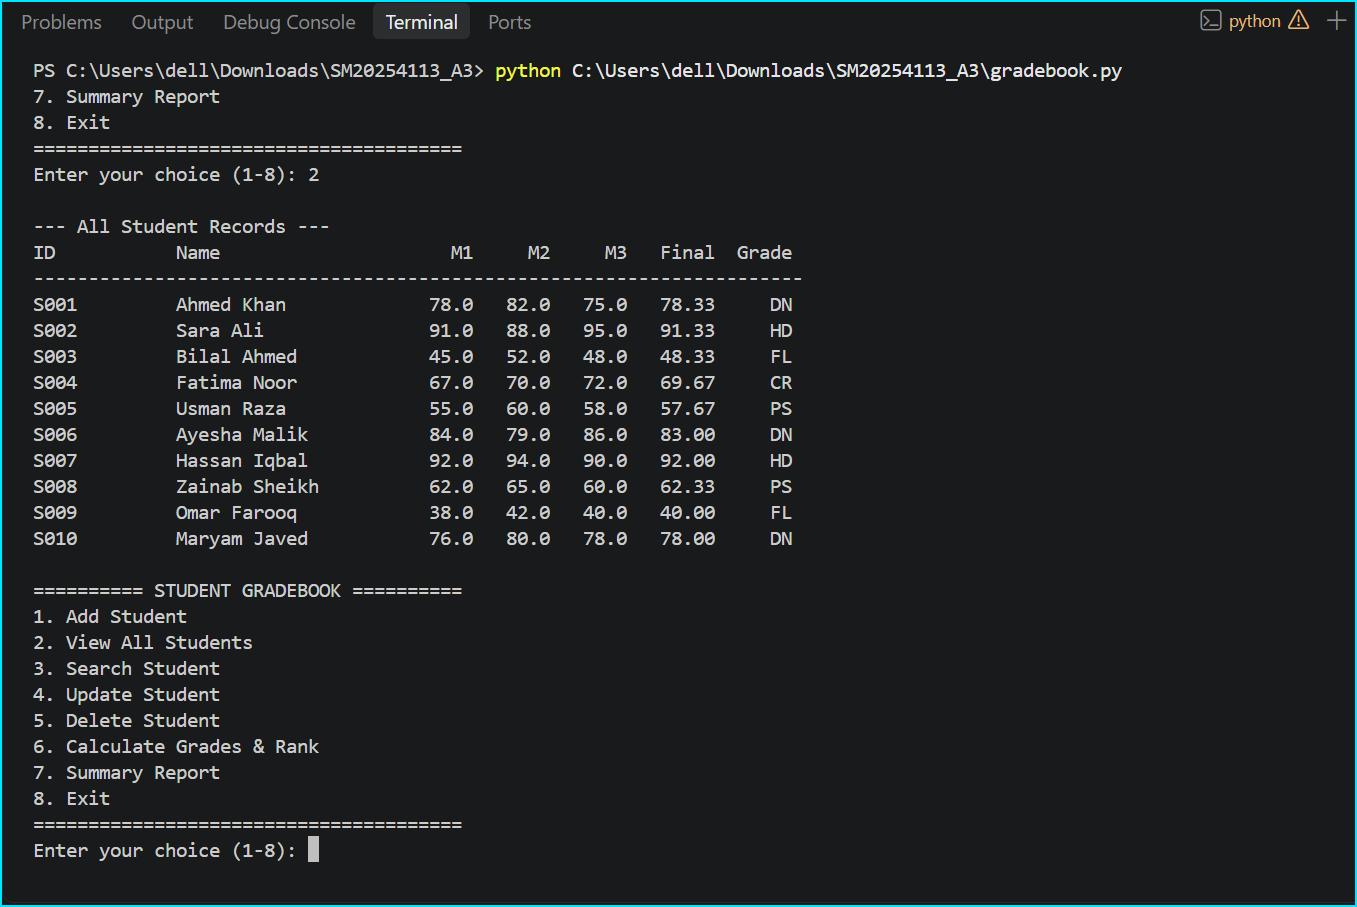 Problems Output Debug Console Terminal Ports python
PS C:\Users\dell\Downloads\SM20254113_A3> python C:\Users\dell\Downloads\SM20254113_A3\gradebook.py
7. Summary Report
8. Exit
=======================================
Enter your choice (1-8): 2
--- All Student Records ---
ID Name M1 M2 M3 Final Grade
----------------------------------------------------------------------
S001 Ahmed Khan 78.0 82.0 75.0 78.33 DN
S002 Sara Ali 91.0 88.0 95.0 91.33 HD
S003 Bilal Ahmed 45.0 52.0 48.0 48.33 FL
S004 Fatima Noor 67.0 70.0 72.0 69.67 CR
S005 Usman Raza 55.0 60.0 58.0 57.67 PS
S006 Ayesha Malik 84.0 79.0 86.0 83.00 DN
S007 Hassan Iqbal 92.0 94.0 90.0 92.00 HD
S008 Zainab Sheikh 62.0 65.0 60.0 62.33 PS
S009 Omar Farooq 38.0 42.0 40.0 40.00 FL
S010 Maryam Javed 76.0 80.0 78.0 78.00 DN
========== STUDENT GRADEBOOK ==========
1. Add Student
2. View All Students
3. Search Student
4. Update Student
5. Delete Student
6. Calculate Grades & Rank
7. Summary Report
8. Exit
=======================================
Enter your choice (1-8):